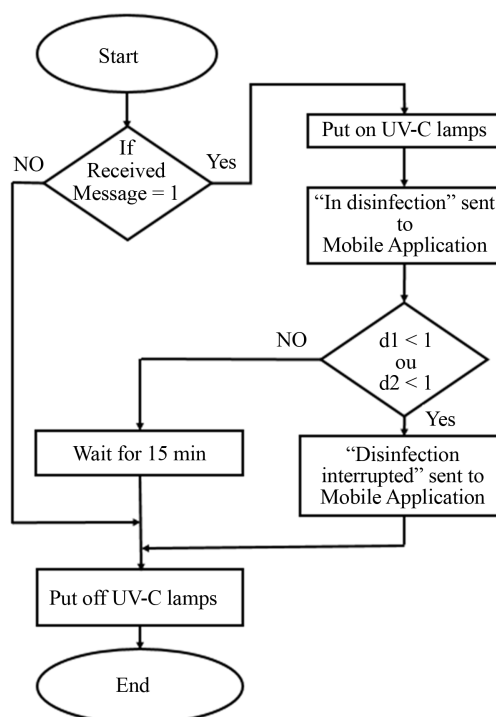 Start
If
Received
Message = 1
NO
Yes
Put on UV-C lamps
“In disinfection” sent
to
Mobile Application
d1 < 1
ou
d2 < 1
NO
Yes
Wait for 15 min
“Disinfection
interrupted” sent to
Mobile Application
Put off UV-C lamps
End